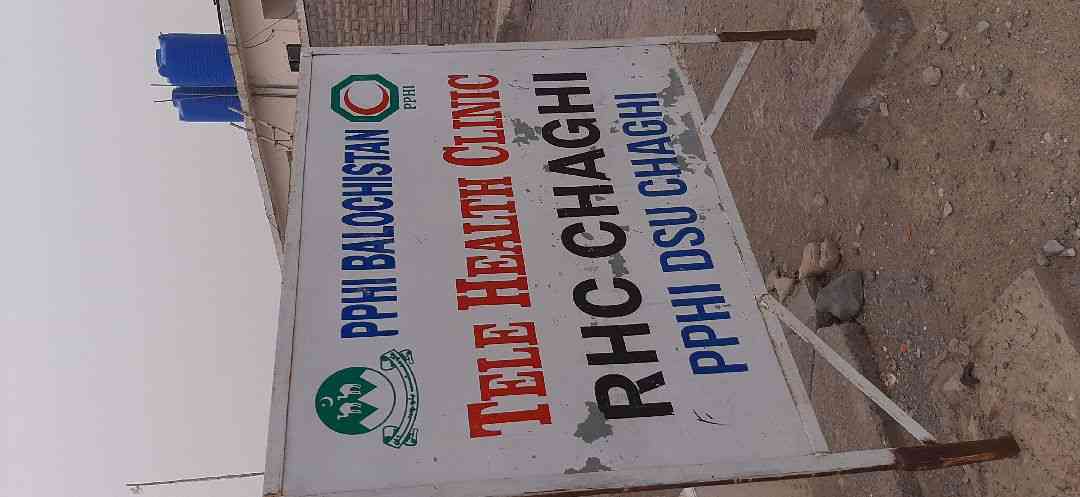 PPHI BALOCHISTAN
PPHI
TELE HEALTH CLINIC
RHC CHAGHI
PPHI DSU CHAGHI